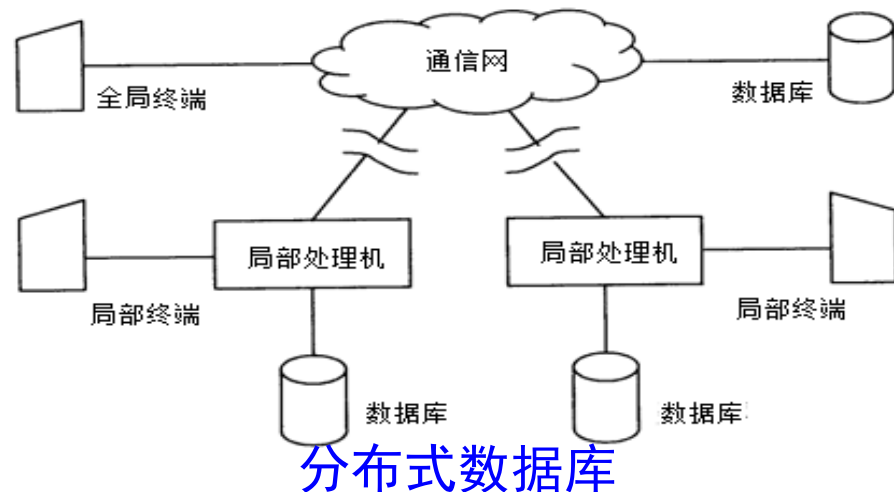 通信网
全局终端
数据库
局部处理机
局部处理机
局部终端
局部终端
数据库
数据库
分布式数据库